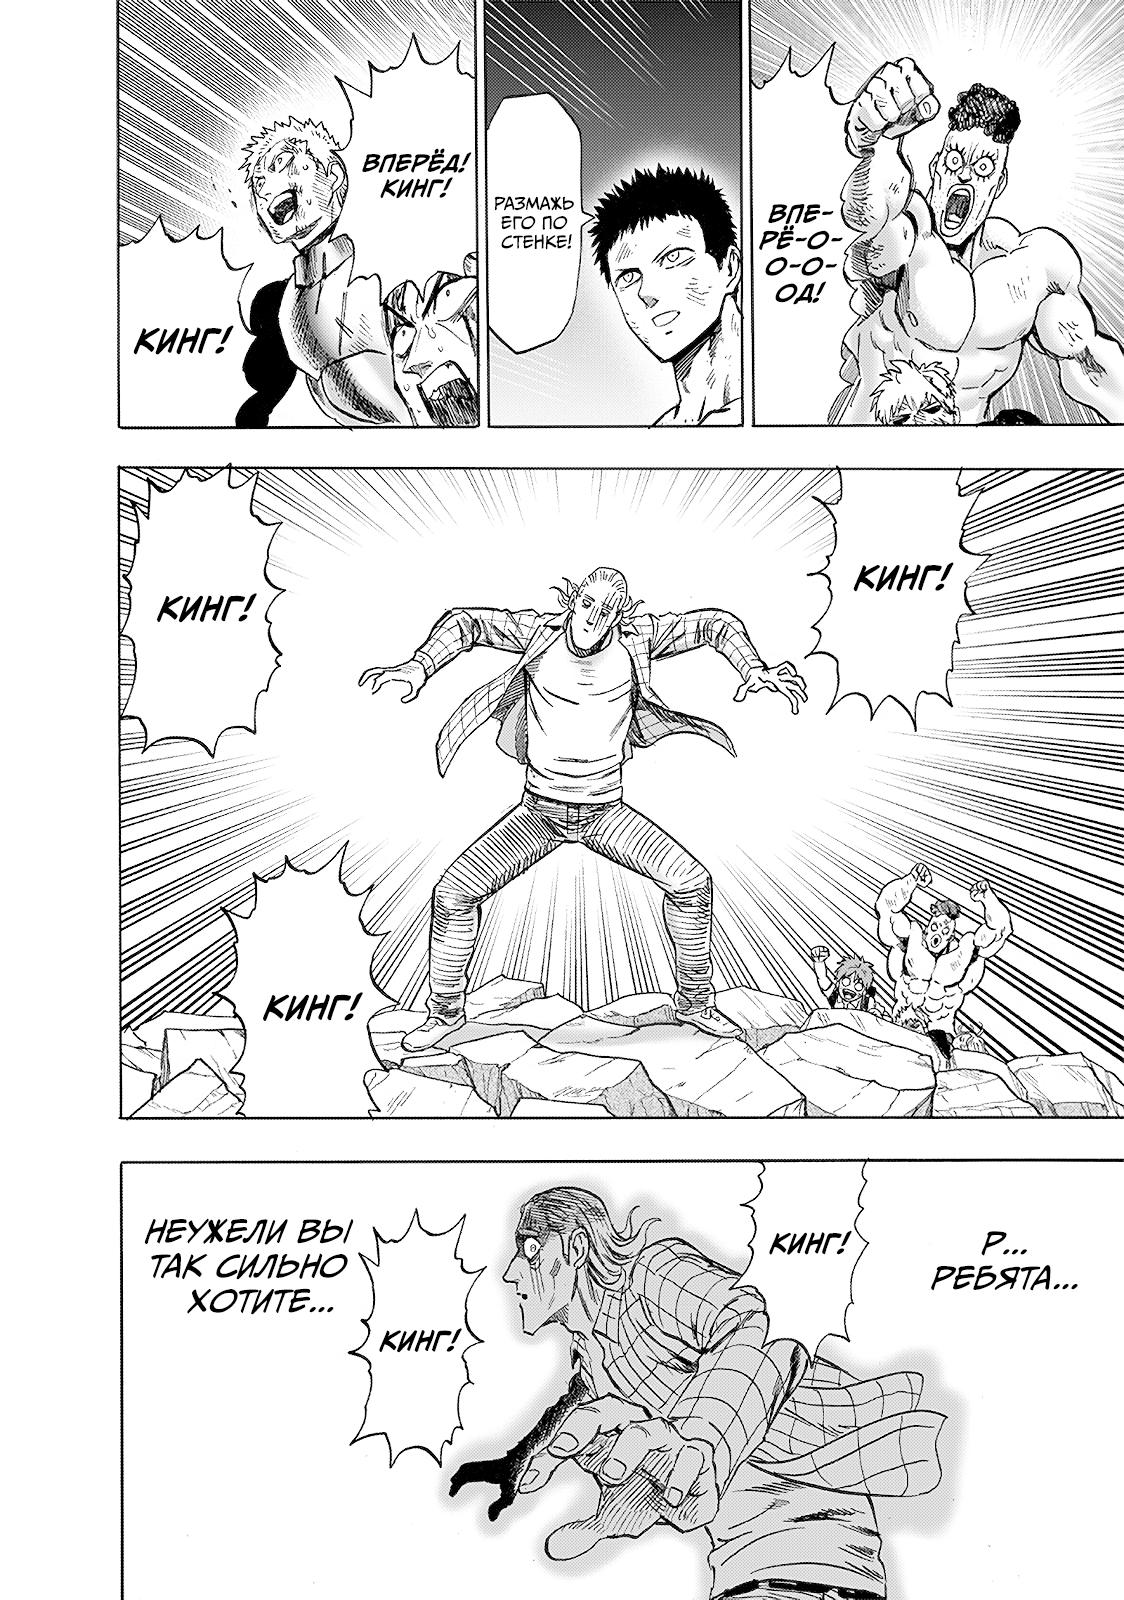 ВПЕ-
РЁ-О-
О-О-
ОД!
РАЗМАЖЬ
ЕГО ПО
СТЕНКЕ!
ВПЕРЁД!
КИНГ!
КИНГ!
КИНГ!
КИНГ!
КИНГ!
Р...
РЕБЯТА...
КИНГ!
КИНГ!
НЕУЖЕЛИ ВЫ
ТАК СИЛЬНО
ХОТИТЕ...